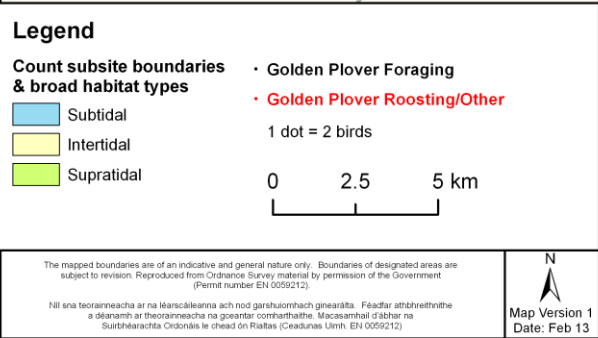 Legend
Count subsite boundaries
& broad habitat types
Subtidal
Intertidal
Supratidal
· Golden Plover Foraging
· Golden Plover Roosting/Other
1 dot = 2 birds
0 2.5 5 km
The mapped boundaries are of an indicative and general nature only. Boundaries of designated areas are
subject to revision. Reproduced from Ordnance Survey material by permission of the Government
(Permit number EN 0059212).
Níl sna teorainneacha ar na léarscáileanna ach nod garshuiomhach ginearálta. Féadfar athbhreithnithe
a déanamh ar theorainneacha na gceantar comharthaithe. Macasamhail d'ábhar na
Suirbhéarachta Ordonáis le chead ón Rialtas (Ceadunas Uimh. EN 0059212)
N
Map Version 1
Date: Feb 13